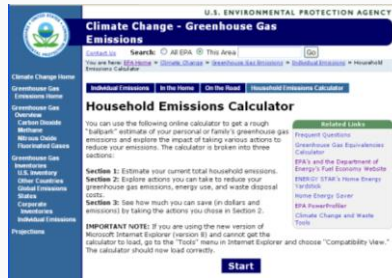 U.S. ENVIRONMENTAL PROTECTION AGENCY
Climate Change - Greenhouse Gas
Emissions
Contact Us Search: All EPA This Area Go
You are here: EPA Home » Climate Change » Greenhouse Gas Emissions » Individual Emissions » Household
Emissions Calculator
Climate Change Home
Greenhouse Gas
Emissions Home
Greenhouse Gas
Overview
Carbon Dioxide
Methane
Nitrous Oxide
Fluorinated Gases
Greenhouse Gas
Inventories
U.S. Inventory
Other Countries
Global Emissions
States
Corporate
Inventories
Individual Emissions
Projections
Individual Emissions In the Home On the Road Household Emissions Calculator
Household Emissions Calculator
You can use the following online calculator to get a rough
"ballpark" estimate of your personal or family's greenhouse gas
emissions and explore the impact of taking various actions to
reduce your emissions. The calculator is broken into three
sections:
Section 1: Estimate your current total household emissions.
Section 2: Explore actions you can take to reduce your
greenhouse gas emissions, energy use, and waste disposal
costs.
Section 3: See how much you can save (in dollars and
emissions) by taking the actions you chose in Section 2.
Related Links
Frequent Questions
Greenhouse Gas Equivalencies
Calculator
EPA's and the Department of
Energy's Fuel Economy Website
ENERGY STAR's Home Energy
Yardstick
Home Energy Saver
EPA PowerProfiler
Climate Change and Waste
Tools
IMPORTANT NOTE: If you are using the new version of
Microsoft Internet Explorer (version 8) and cannot get the
calculator to load, go to the "Tools" menu in Internet Explorer and choose "Compatibility View."
The calculator should now load correctly.
Start